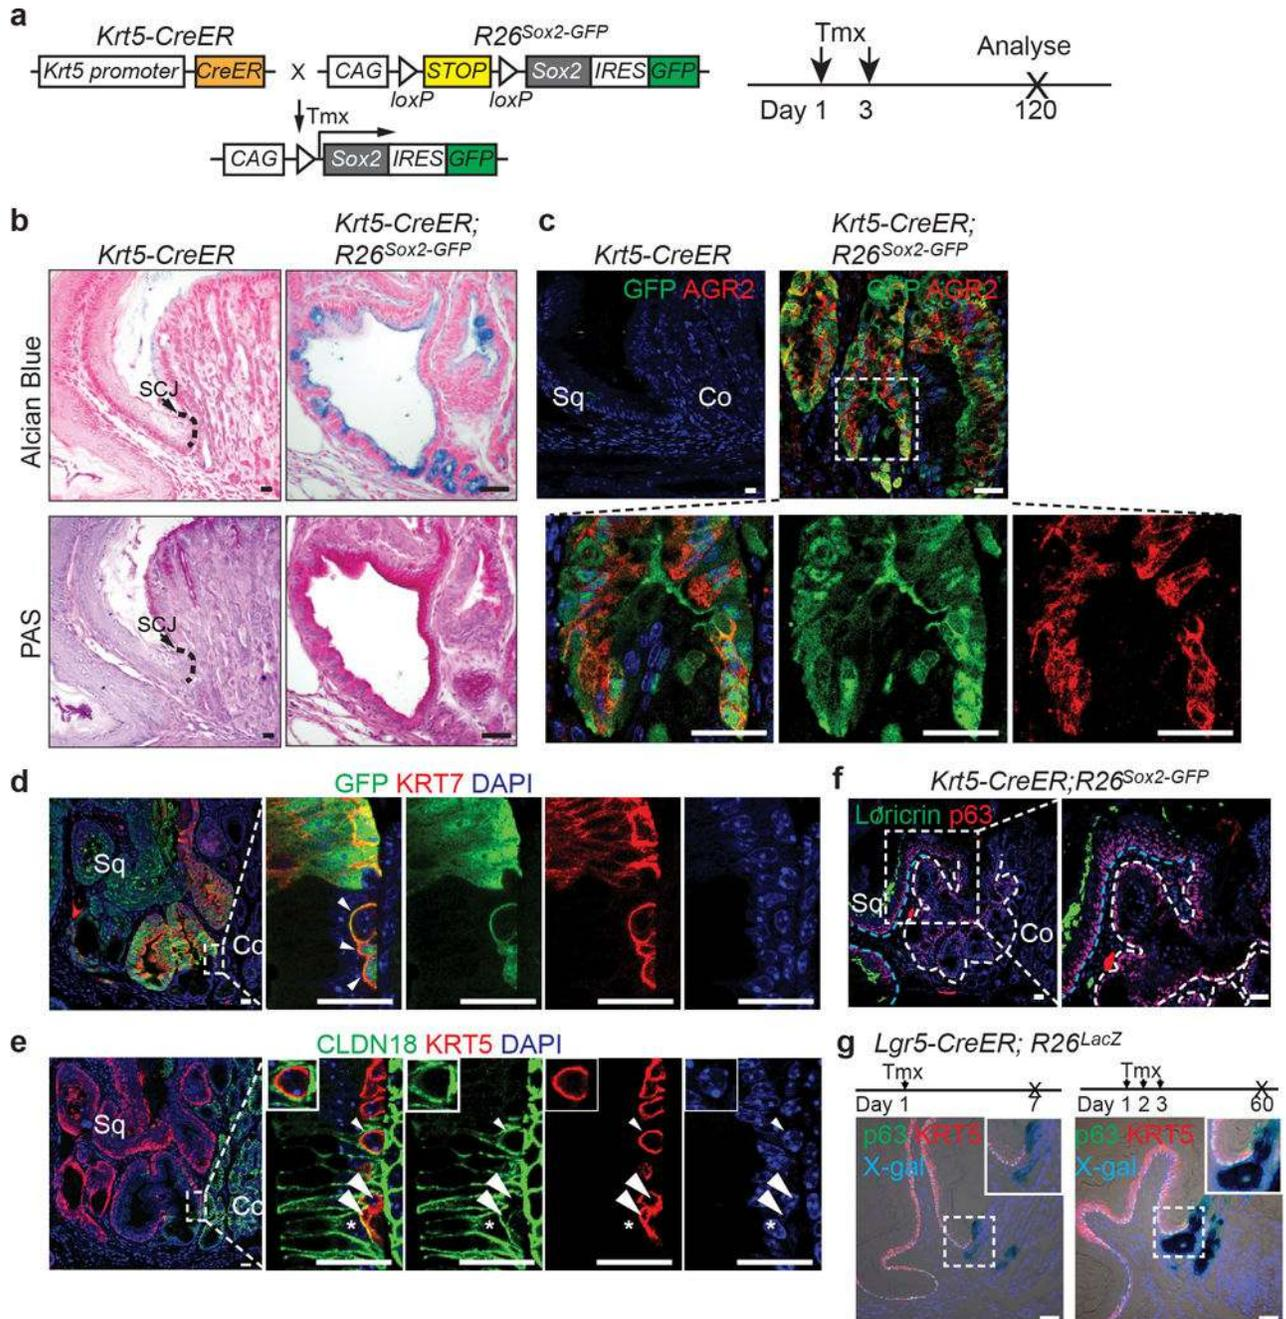 a
Krt5-CreER
R26Sox2-GFP
Krt5 promoter CreER X CAG STOP Sox2 IRES GFP
loxP loxP
Tmx
CAG Sox2 IRES GFP
Tmx
Analyse
Day 1 3 120
b
Krt5-CreER
Krt5-CreER;
R26Sox2-GFP
Alcian Blue
SCJ
PAS
SCJ
c
Krt5-CreER
Krt5-CreER;
R26Sox2-GFP
GFP AGR2
GFP AGR2
Sq Co
d
GFP KRT7 DAPI
Sq
Co
e
CLDN18 KRT5 DAPI
Sq
Co
* * * *
f
Krt5-CreER;R26Sox2-GFP
Loricrin p63
Sq
Co
g
Lgr5-CreER; R26LacZ
Tmx
X
Day 1 7
p63 KRT5
X-gal
Tmx
X
Day 1 2 3 60
p63 KRT5
X-gal